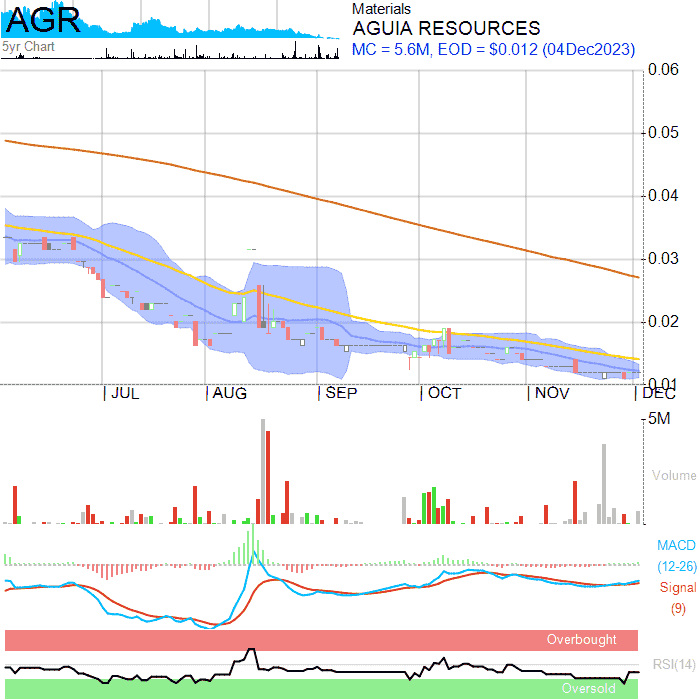 AGR
5yr Chart
Materials
AGUIA RESOURCES
MC = 5.6M, EOD = $0.012 (04Dec2023)
0.06
0.05
0.04
0.03
0.02
0.01
JUL AUG SEP OCT NOV DEC
5M
Volume
MACD
(12-26)
Signal
(9)
Overbought
RSI(14)
Oversold